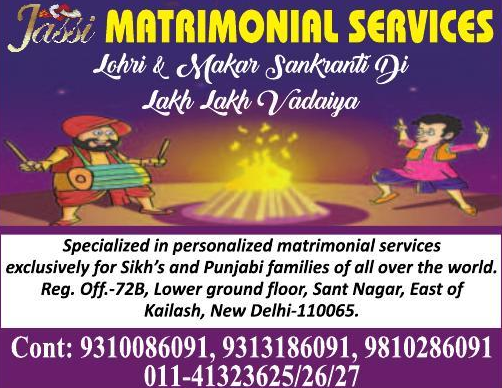 Jassi MATRIMONIAL SERVICES
Lohri & Makar Sankranti Di
Lakh Lakh Vadaiya
Specialized in personalized matrimonial services
exclusively for Sikh's and Punjabi families of all over the world.
Reg. Off.-72B, Lower ground floor, Sant Nagar, East of
Kailash, New Delhi-110065.
Cont: 9310086091, 9313186091, 9810286091
011-41323625/26/27